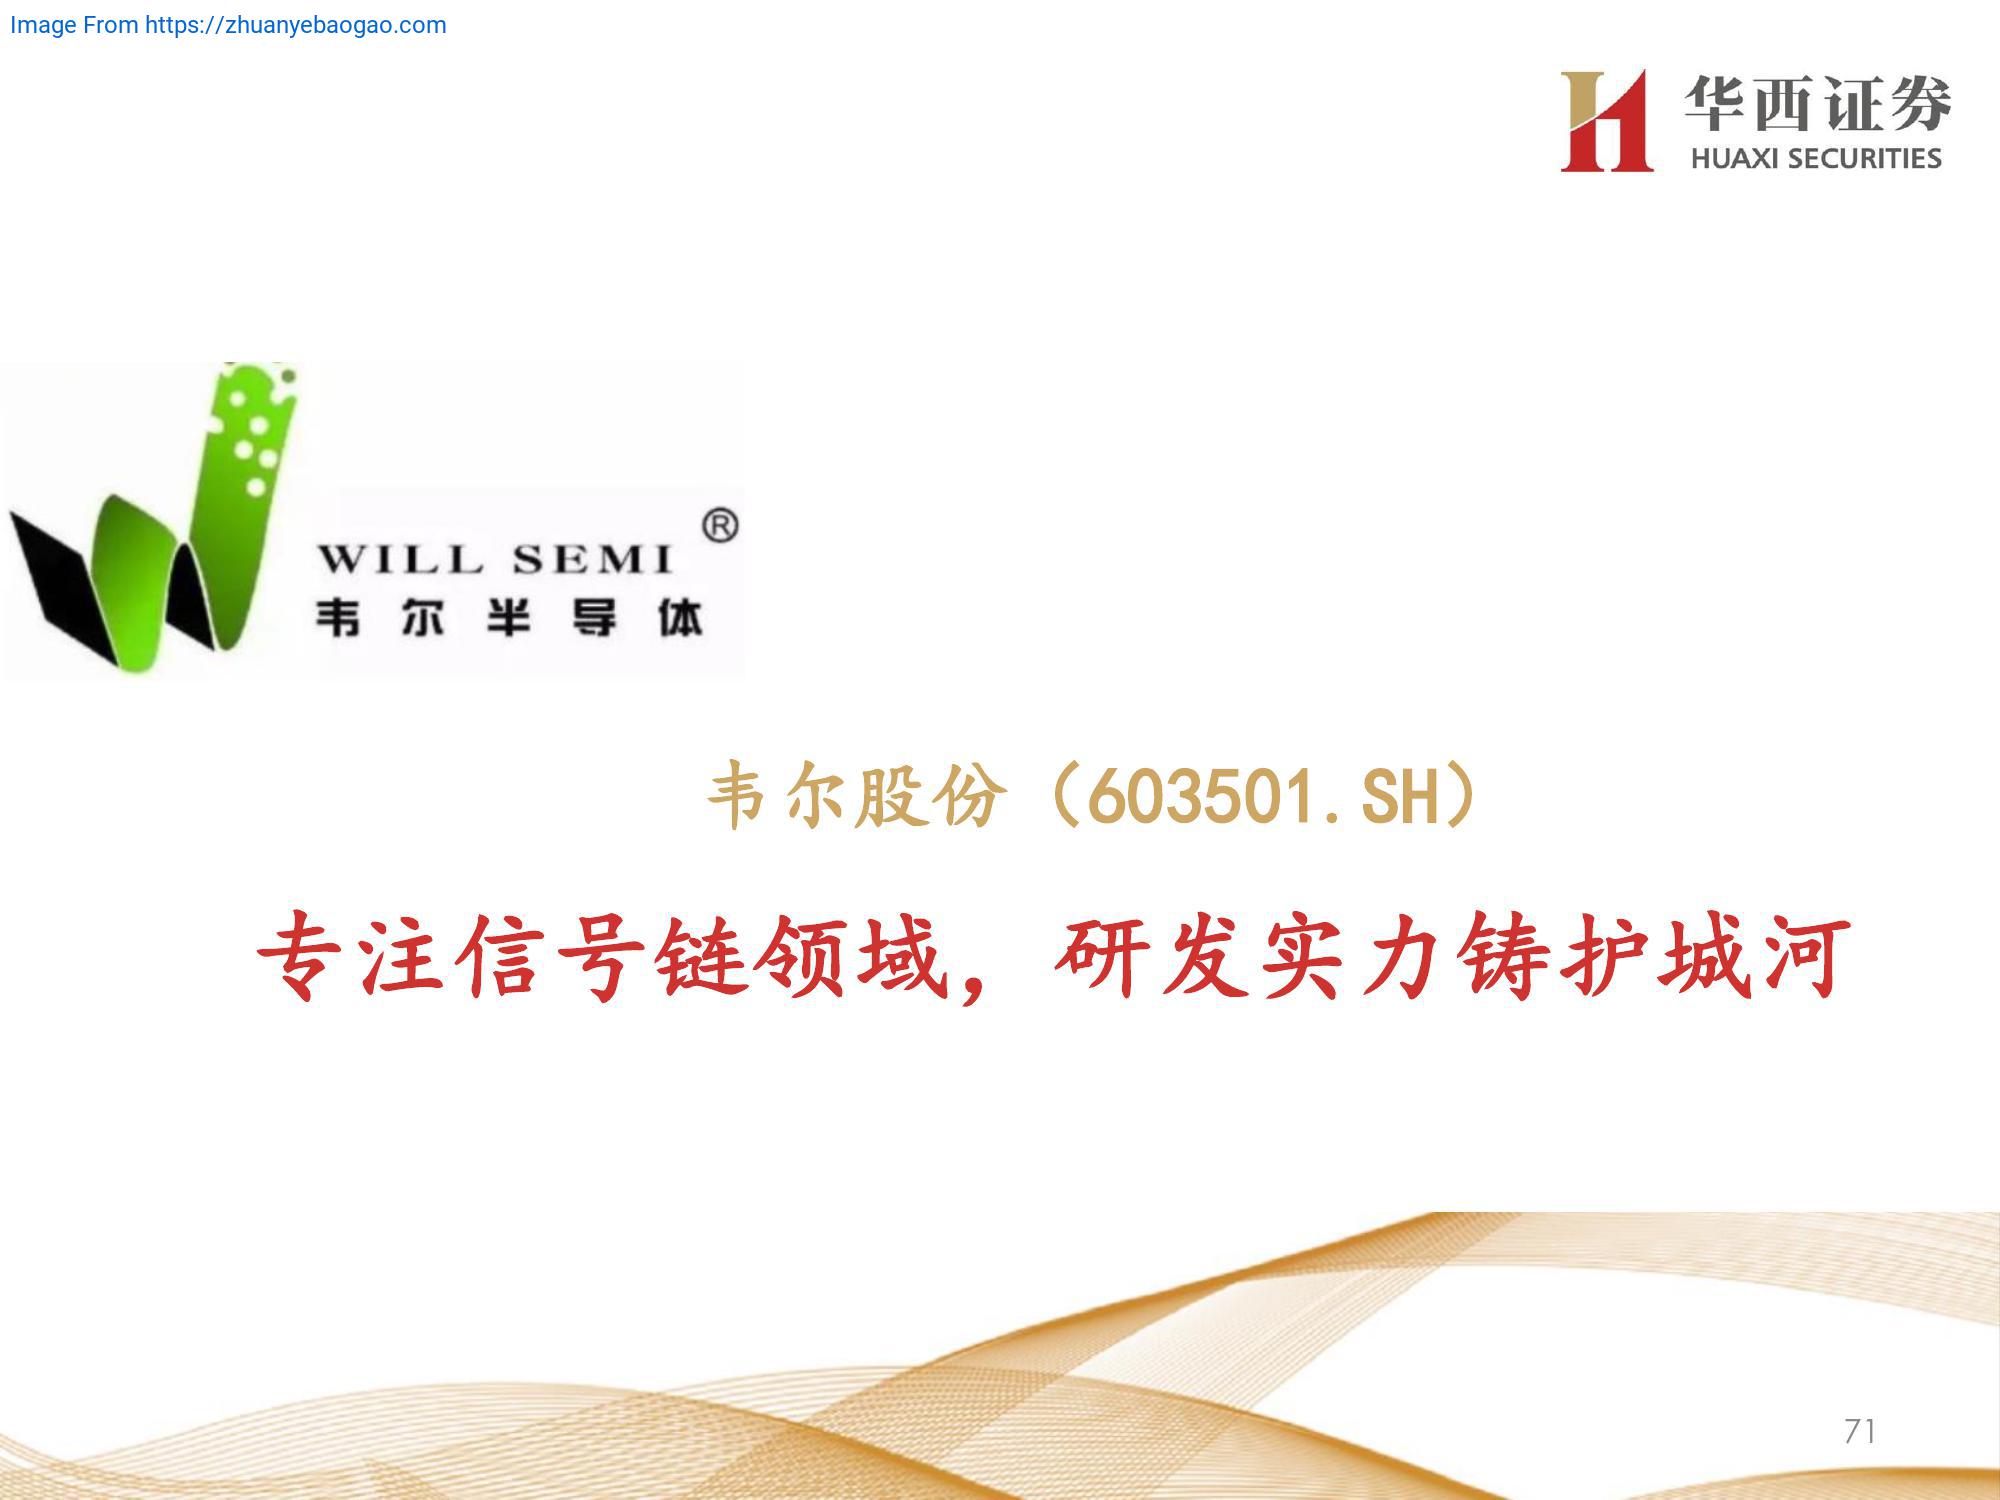 Image From https://zhuanyebaogao.com
华西证券
HUAXI SECURITIES
WILL SEMI ®
韦尔半导体
韦尔股份（603501.SH）
专注信号链领域，研发实力铸护城河
71